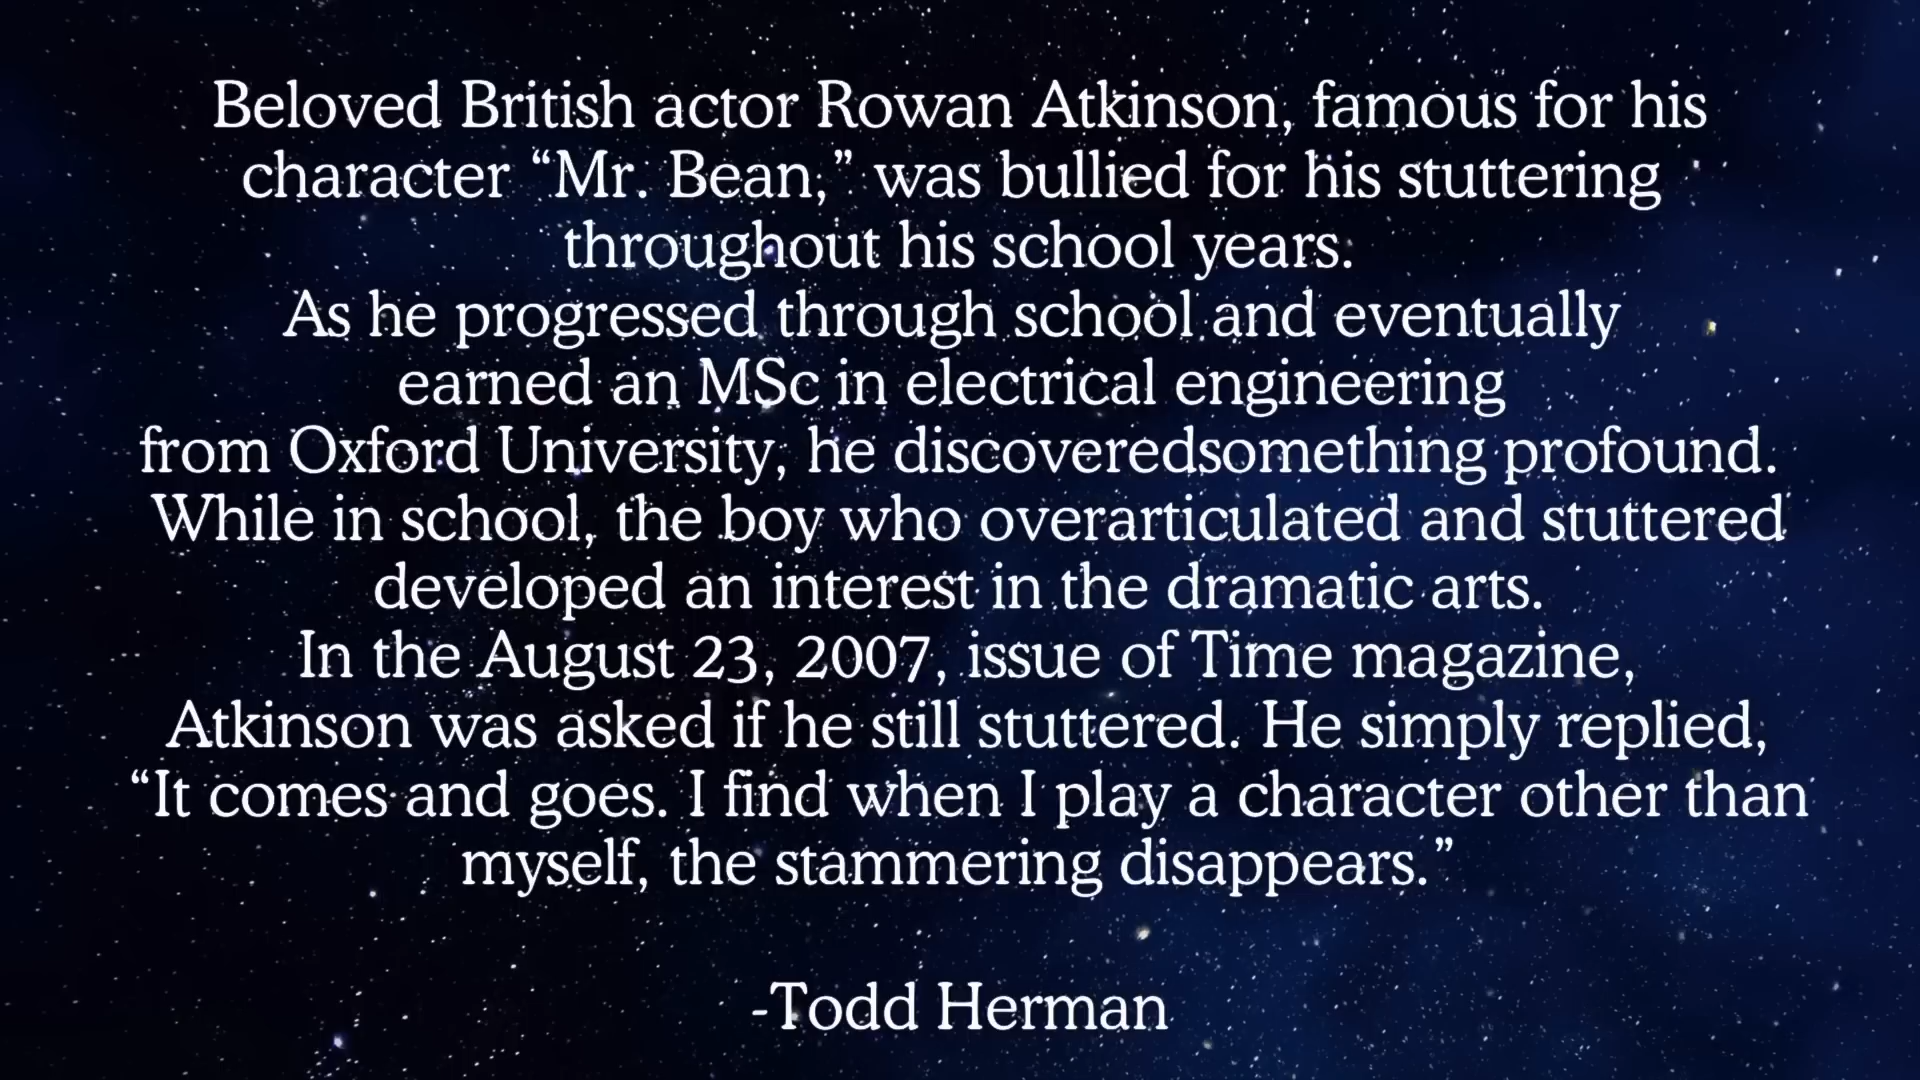 Beloved British actor Rowan Atkinson, famous for his
character “Mr. Bean,” was bullied for his stuttering
throughout his school years.
As he progressed through school and eventually
earned an MSc in electrical engineering
from Oxford University, he discoveredsomething profound.
While in school, the boy who overarticulated and stuttered
developed an interest in the dramatic arts.
In the August 23, 2007, issue of Time magazine,
Atkinson was asked if he still stuttered. He simply replied,
“It comes and goes. I find when I play a character other than
myself, the stammering disappears.”
-Todd Herman